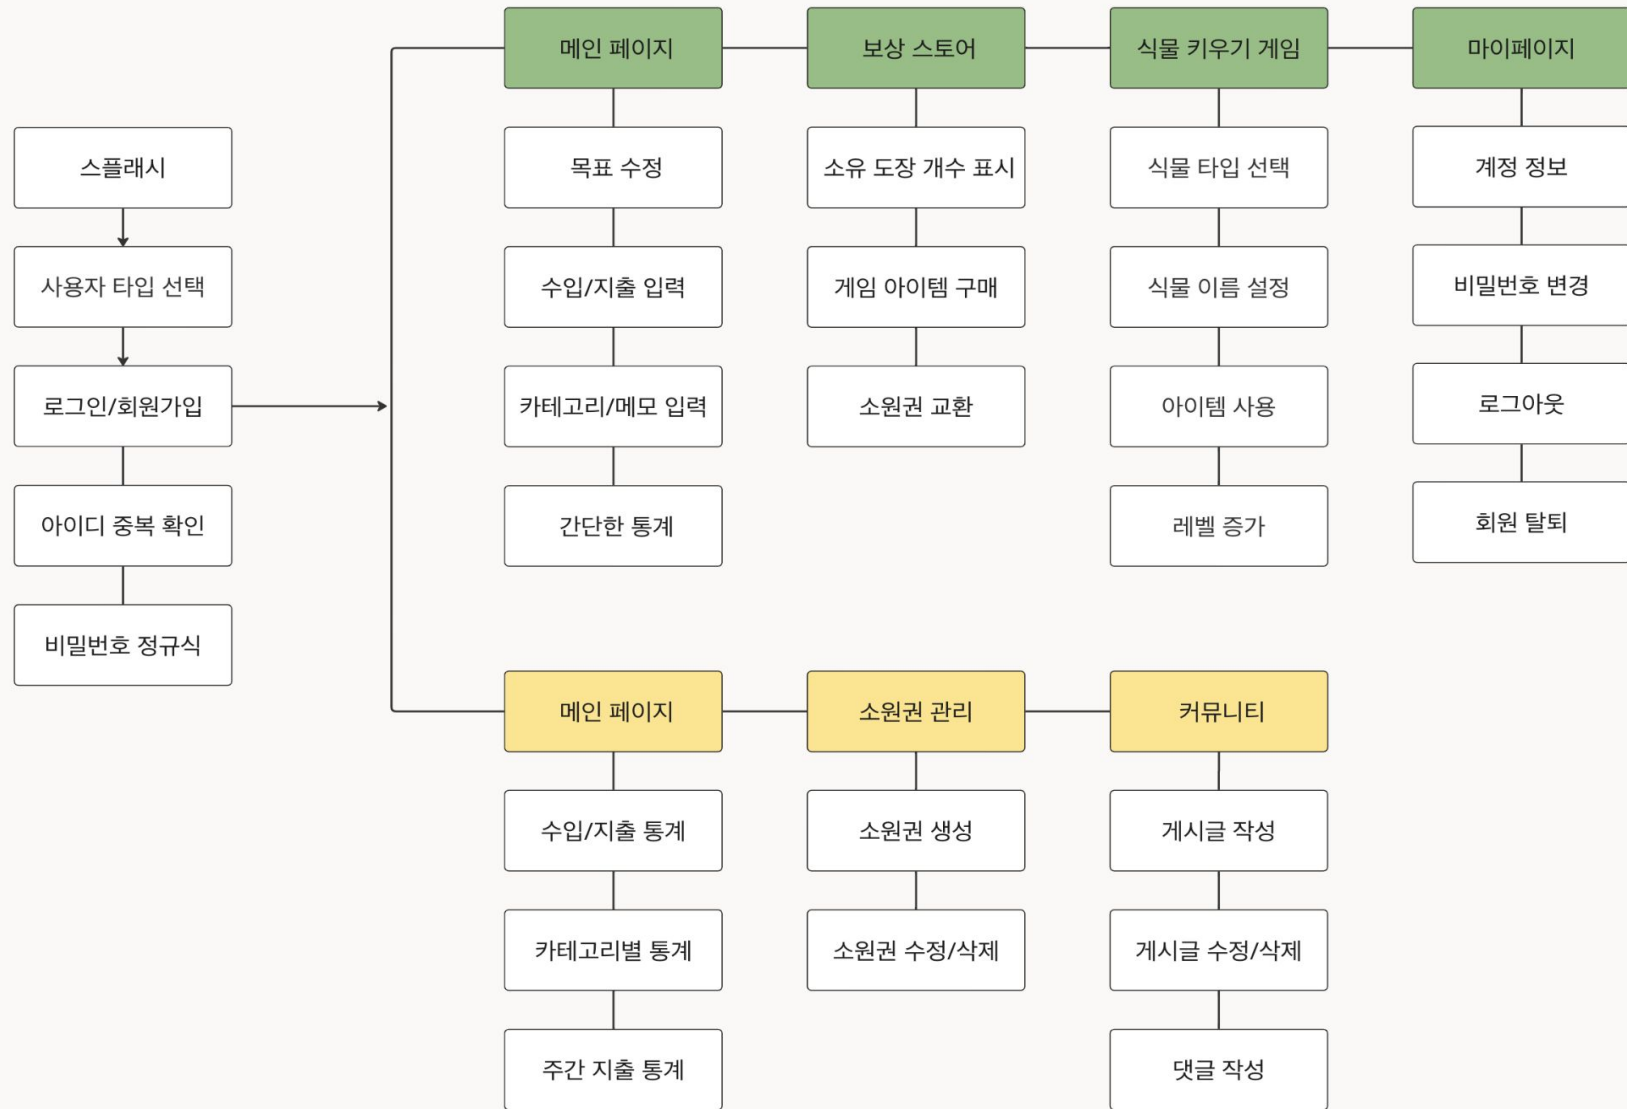 스플래시
사용자 타입 선택
로그인/회원가입
아이디 중복 확인
비밀번호 정규식
메인 페이지
목표 수정
수입/지출 입력
카테고리/메모 입력
간단한 통계
보상 스토어
소유 도장 개수 표시
게임 아이템 구매
소원권 교환
식물 키우기 게임
식물 타입 선택
식물 이름 설정
아이템 사용
레벨 증가
마이페이지
계정 정보
비밀번호 변경
로그아웃
회원 탈퇴
메인 페이지
수입/지출 통계
카테고리별 통계
주간 지출 통계
소원권 관리
소원권 생성
소원권 수정/삭제
커뮤니티
게시글 작성
게시글 수정/삭제
댓글 작성